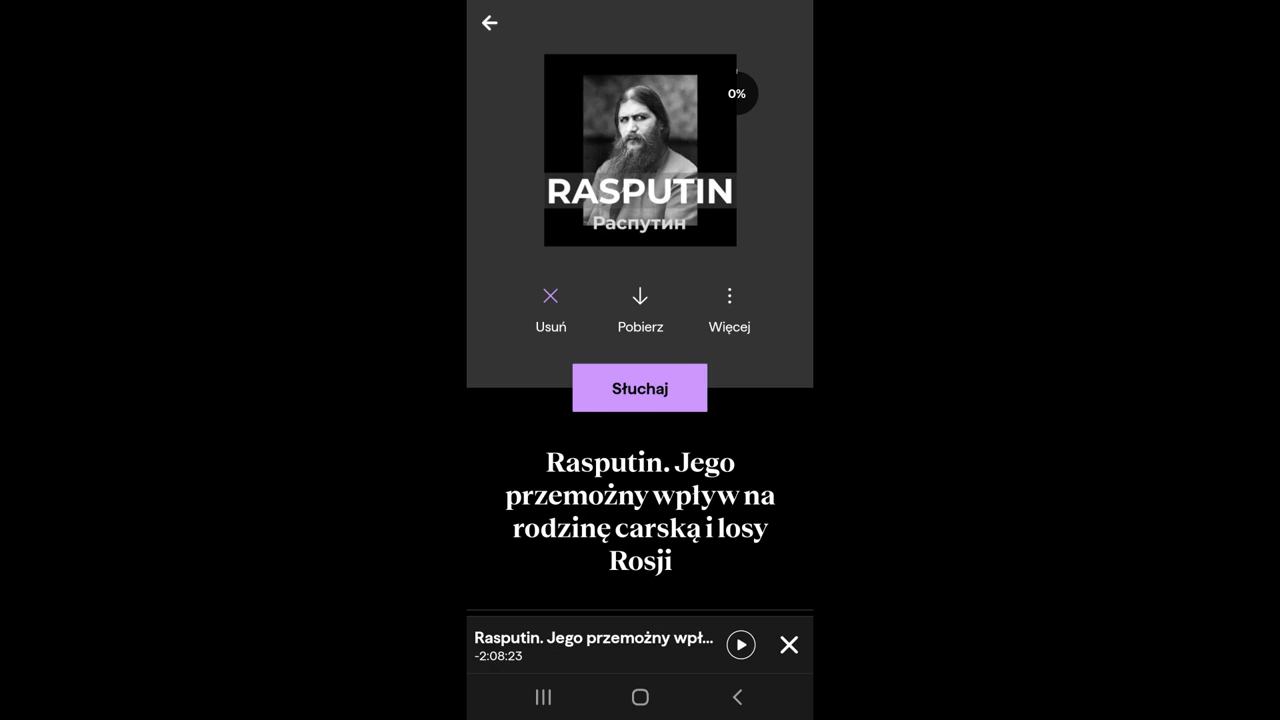 0%
RASPUTIN
Распутин
Usuń
Pobierz
Więcej
Słuchaj
Rasputin. Jego
przemożny wpływ na
rodzinę carską i losy
Rosji
Rasputin. Jego przemożny wpł...
-2:08:23